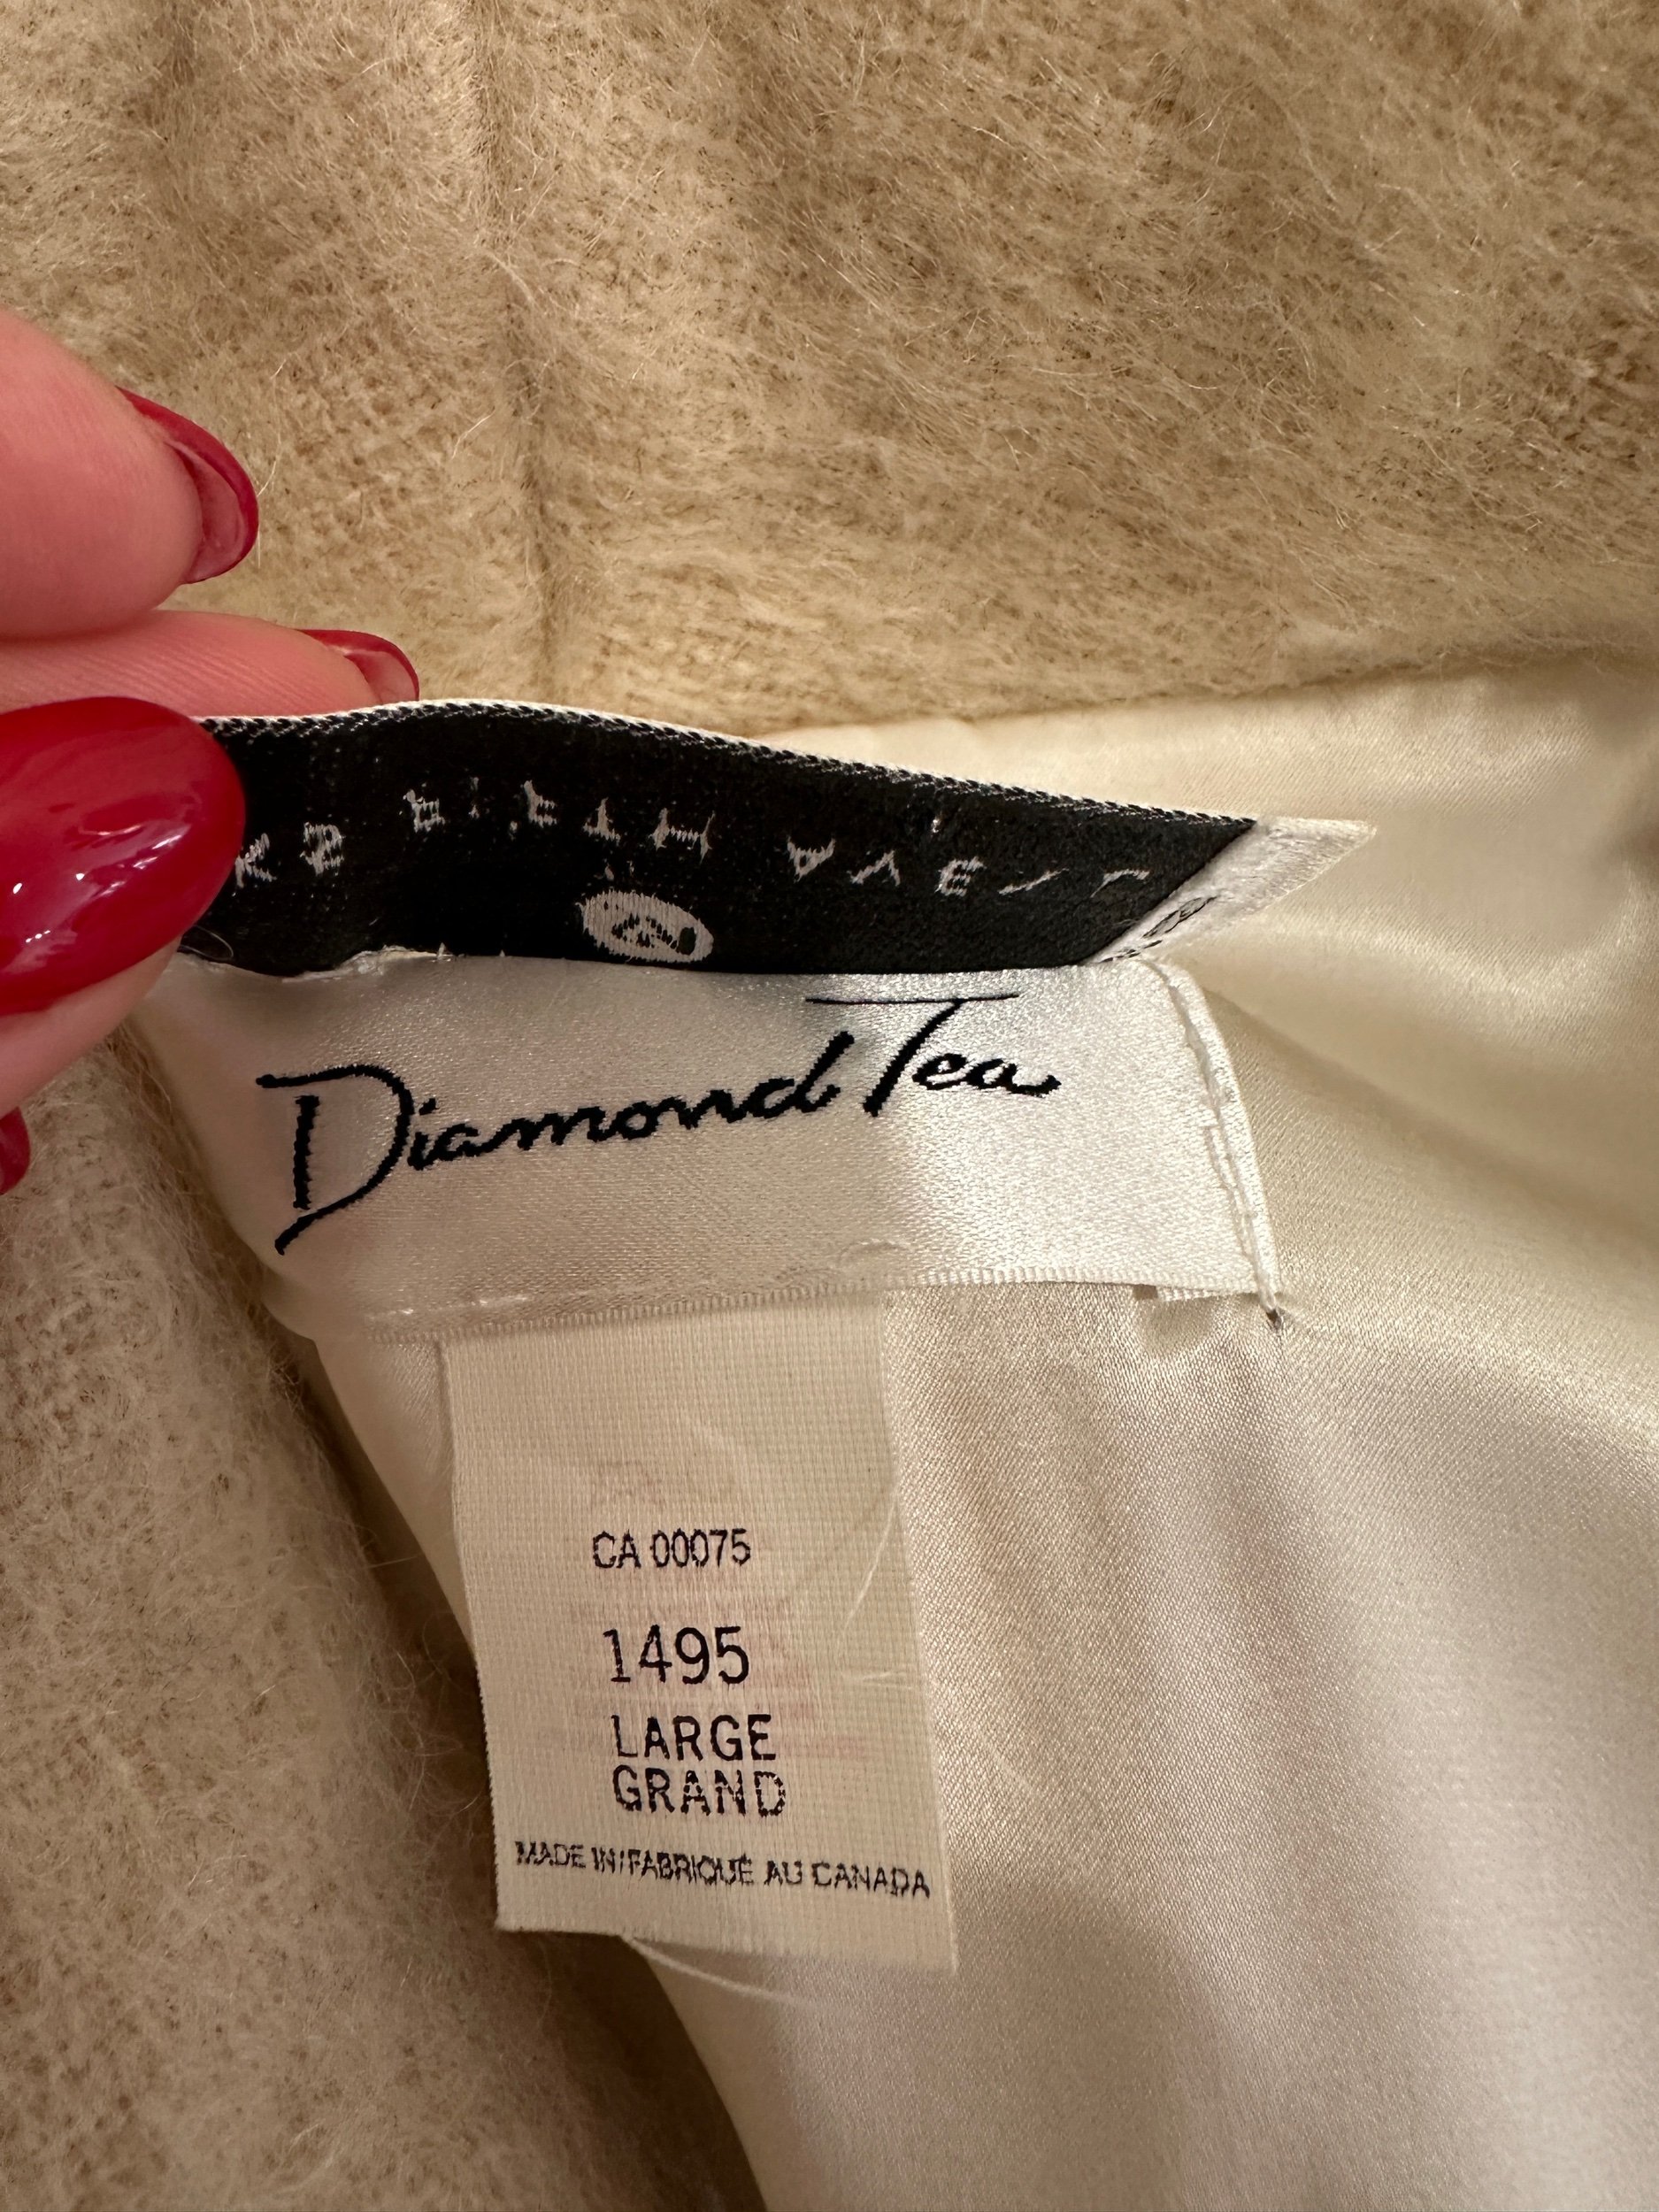 Diamond Tea
CA 00075
1495
LARGE
GRAND
MADE IN/FABRIQUÉ AU CANADA